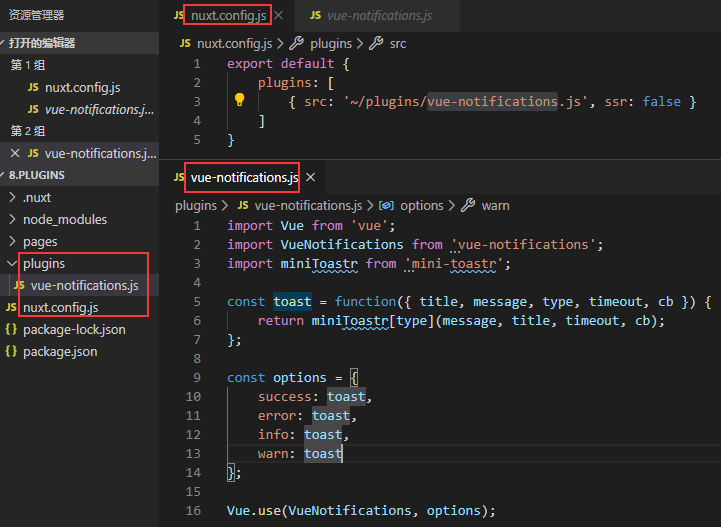 资源管理器
打开的编辑器
第 1 组
JS nuxt.config.js
JS vue-notifications.j...
第 2 组
JS vue-notifications.j...
8.PLUGINS
.nuxt
node_modules
pages
plugins
JS vue-notifications.js
JS nuxt.config.js
{} package-lock.json
{} package.json
JS nuxt.config.js
JS vue-notifications.js
JS nuxt.config.js > plugins > src
1 export default {
2 plugins: [
3 { src: '~/plugins/vue-notifications.js', ssr: false }
4 ]
5 }
JS vue-notifications.js
plugins > JS vue-notifications.js > options > warn
1 import Vue from 'vue';
2 import VueNotifications from 'vue-notifications';
3 import miniToastr from 'mini-toastr';
4
5 const toast = function({ title, message, type, timeout, cb }) {
6 return miniToastr[type](message, title, timeout, cb);
7 };
8
9 const options = {
10 success: toast,
11 error: toast,
12 info: toast,
13 warn: toast
14 };
15
16 Vue.use(VueNotifications, options);